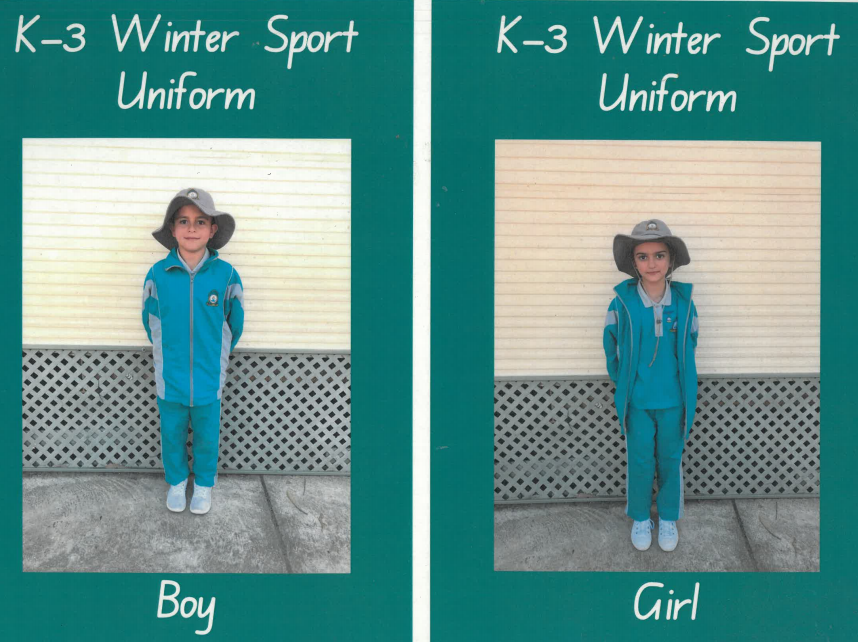 K-3 Winter Sport
Uniform
Boy
K-3 Winter Sport
Uniform
Girl